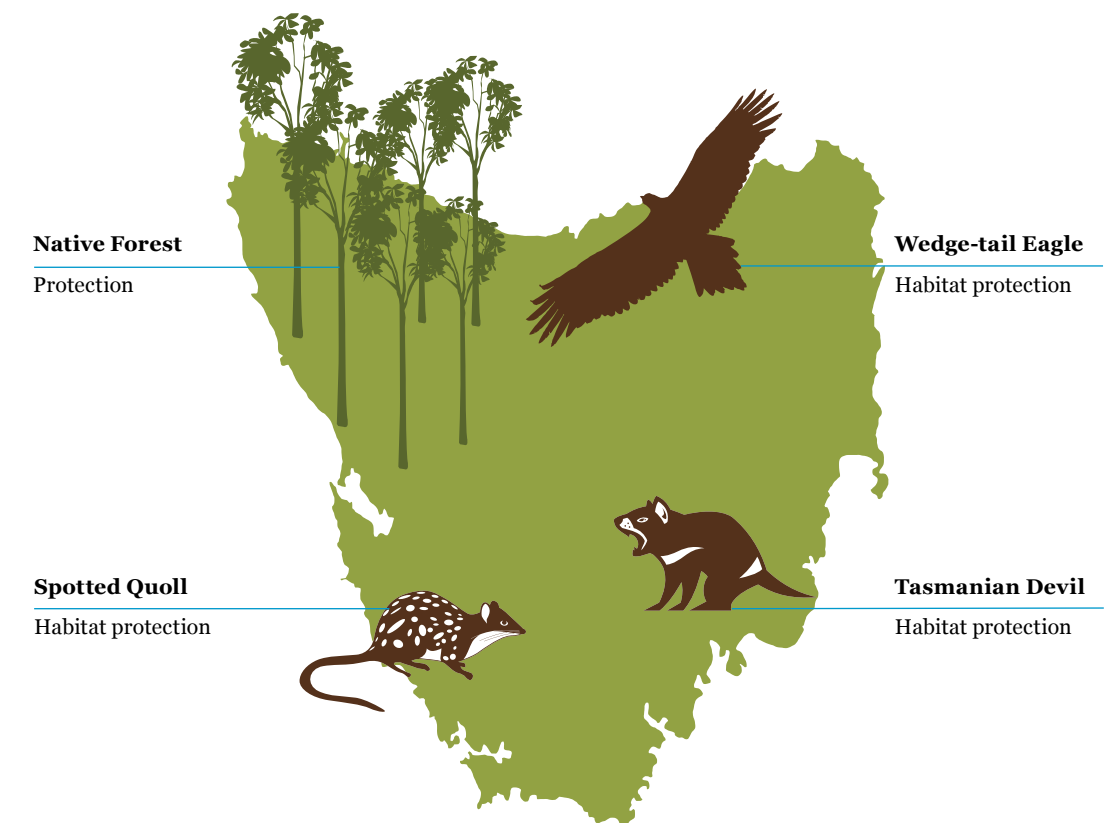 Native Forest
Protection
Wedge-tail Eagle
Habitat protection
Spotted Quoll
Habitat protection
Tasmanian Devil
Habitat protection